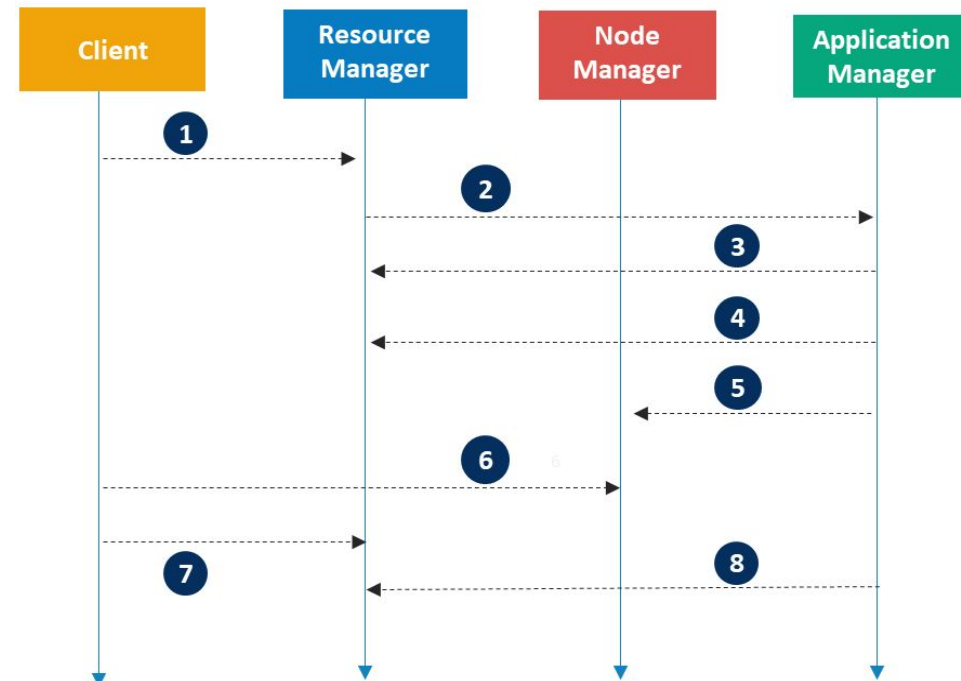 Client
Resource
Manager
Node
Manager
Application
Manager
1
2
3
4
5
6
6
7
8